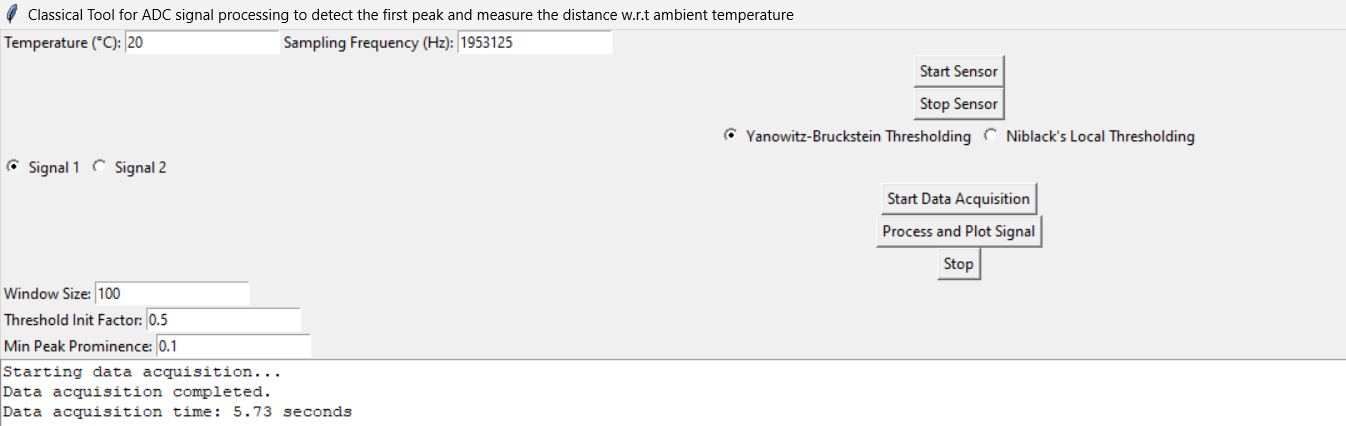 Classical Tool for ADC signal processing to detect the first peak and measure the distance w.r.t ambient temperature
Temperature (°C): 20 Sampling Frequency (Hz): 1953125
Start Sensor
Stop Sensor
Yanowitz-Bruckstein Thresholding Niblack's Local Thresholding
Signal 1 Signal 2
Start Data Acquisition
Process and Plot Signal
Stop
Window Size: 100
Threshold Init Factor: 0.5
Min Peak Prominence: 0.1
Starting data acquisition...
Data acquisition completed.
Data acquisition time: 5.73 seconds